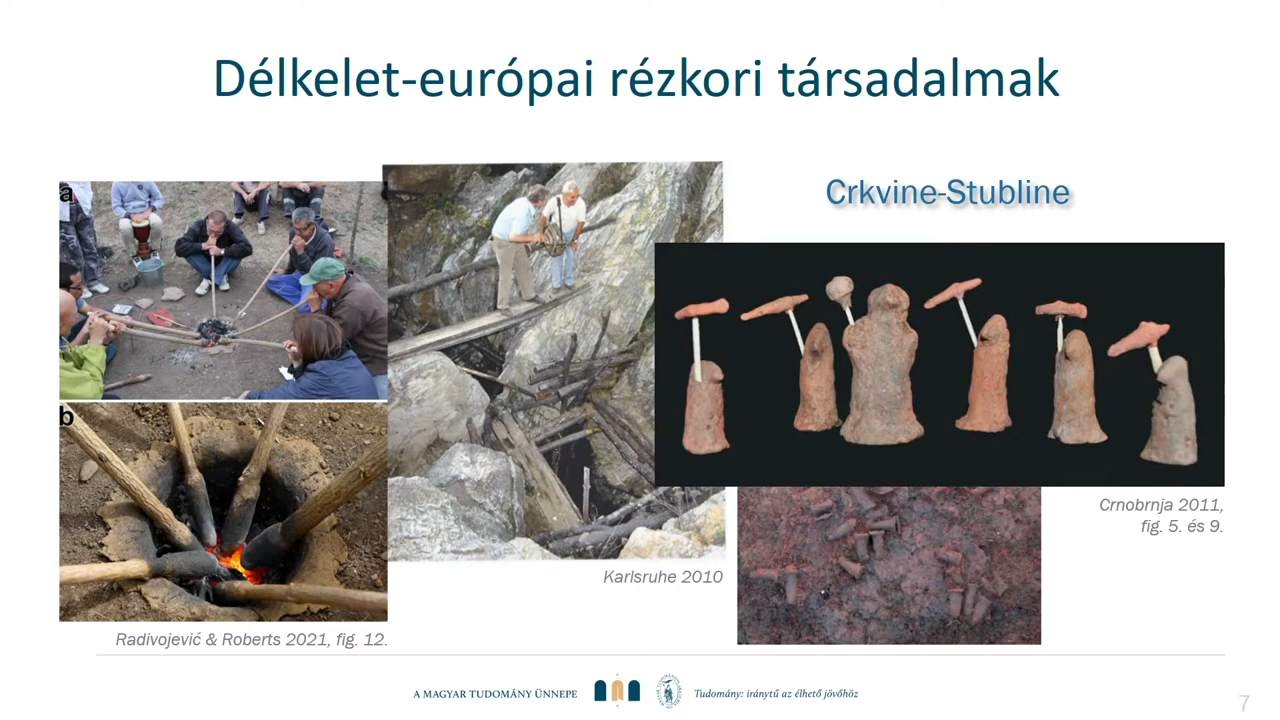 Délkelet-európai rézkori társadalmak
a
b
Radivojević & Roberts 2021, fig. 12.
Karlsruhe 2010
Crkvine-Stubline
Crnobrnja 2011,
fig. 5. és 9.
A MAGYAR TUDOMÁNY ÜNNEPE
Tudomány: iránytű az élhető jövőhöz
7